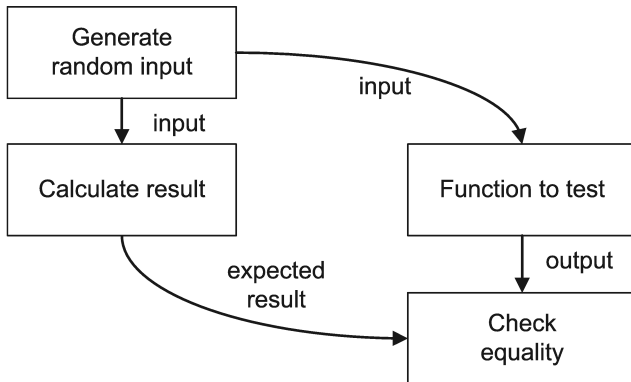 Generate
random input
input
input
Calculate result
Function to test
expected
result
output
Check
equality